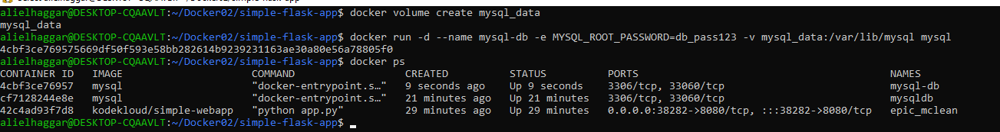 alielhaggar@DESKTOP-CQAAVLT:~/Docker02/simple-flask-app$ docker volume create mysql_data
mysql_data
alielhaggar@DESKTOP-CQAAVLT:~/Docker02/simple-flask-app$ docker run -d --name mysql-db -e MYSQL_ROOT_PASSWORD=db_pass123 -v mysql_data:/var/lib/mysql mysql
4cbf3ce769575669df50f593e58bb282614b9239231163ae30a80e56a78805f0
alielhaggar@DESKTOP-CQAAVLT:~/Docker02/simple-flask-app$ docker ps
CONTAINER ID   IMAGE                     COMMAND                  CREATED          STATUS          PORTS                                         NAMES
4cbf3ce76957   mysql                     "docker-entrypoint.s…"   9 seconds ago    Up 9 seconds    3306/tcp, 33060/tcp                           mysql-db
cf7128244e8e   mysql                     "docker-entrypoint.s…"   21 minutes ago   Up 21 minutes   3306/tcp, 33060/tcp                           mysqldb
42c4ad93f7d8   kodekloud/simple-webapp   "python app.py"          29 minutes ago   Up 29 minutes   0.0.0.0:38282->8080/tcp, :::38282->8080/tcp   epic_mclean
alielhaggar@DESKTOP-CQAAVLT:~/Docker02/simple-flask-app$